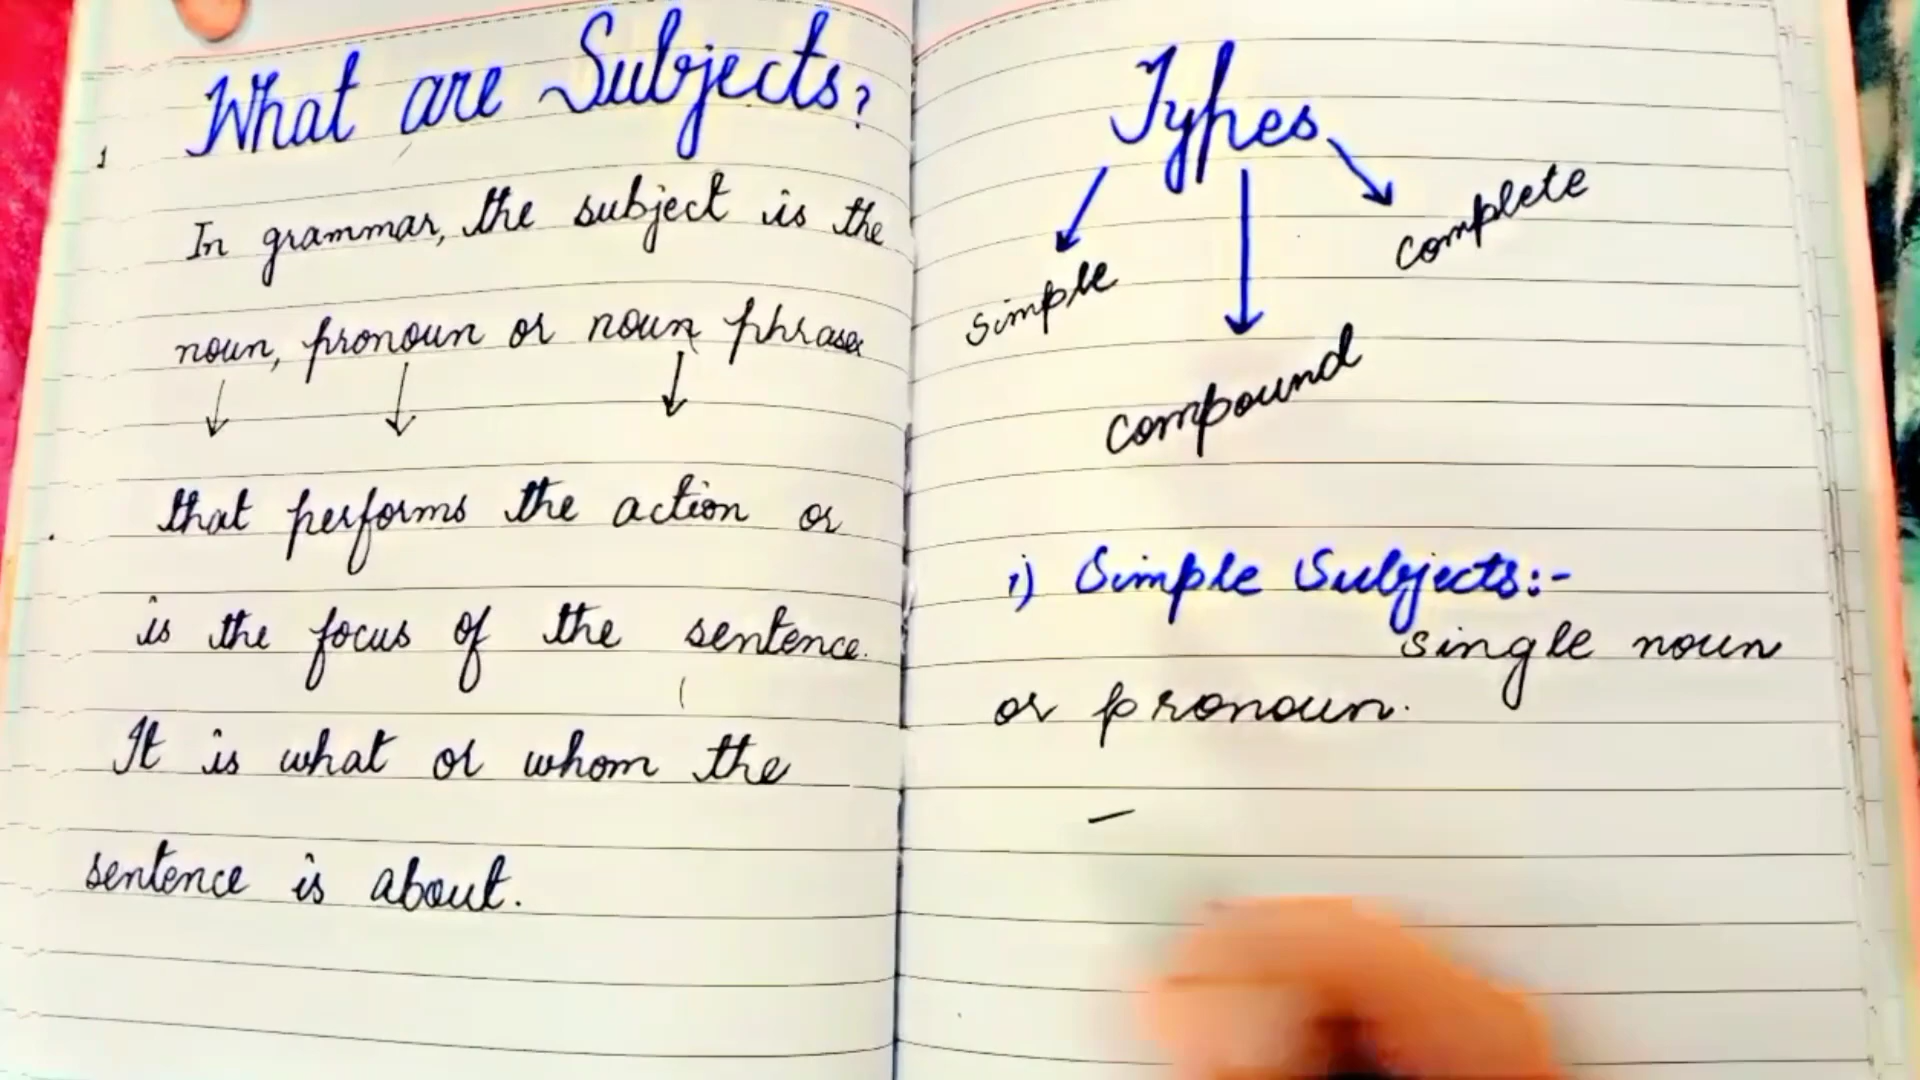 What are Subjects?
1
In grammar, the subject is the
noun, pronoun or noun phrase
that performs the action or
is the focus of the sentence.
It is what or whom the
sentence is about.
Types
simple
complete
compound
i) Simple Subjects:-
single noun
or pronoun.